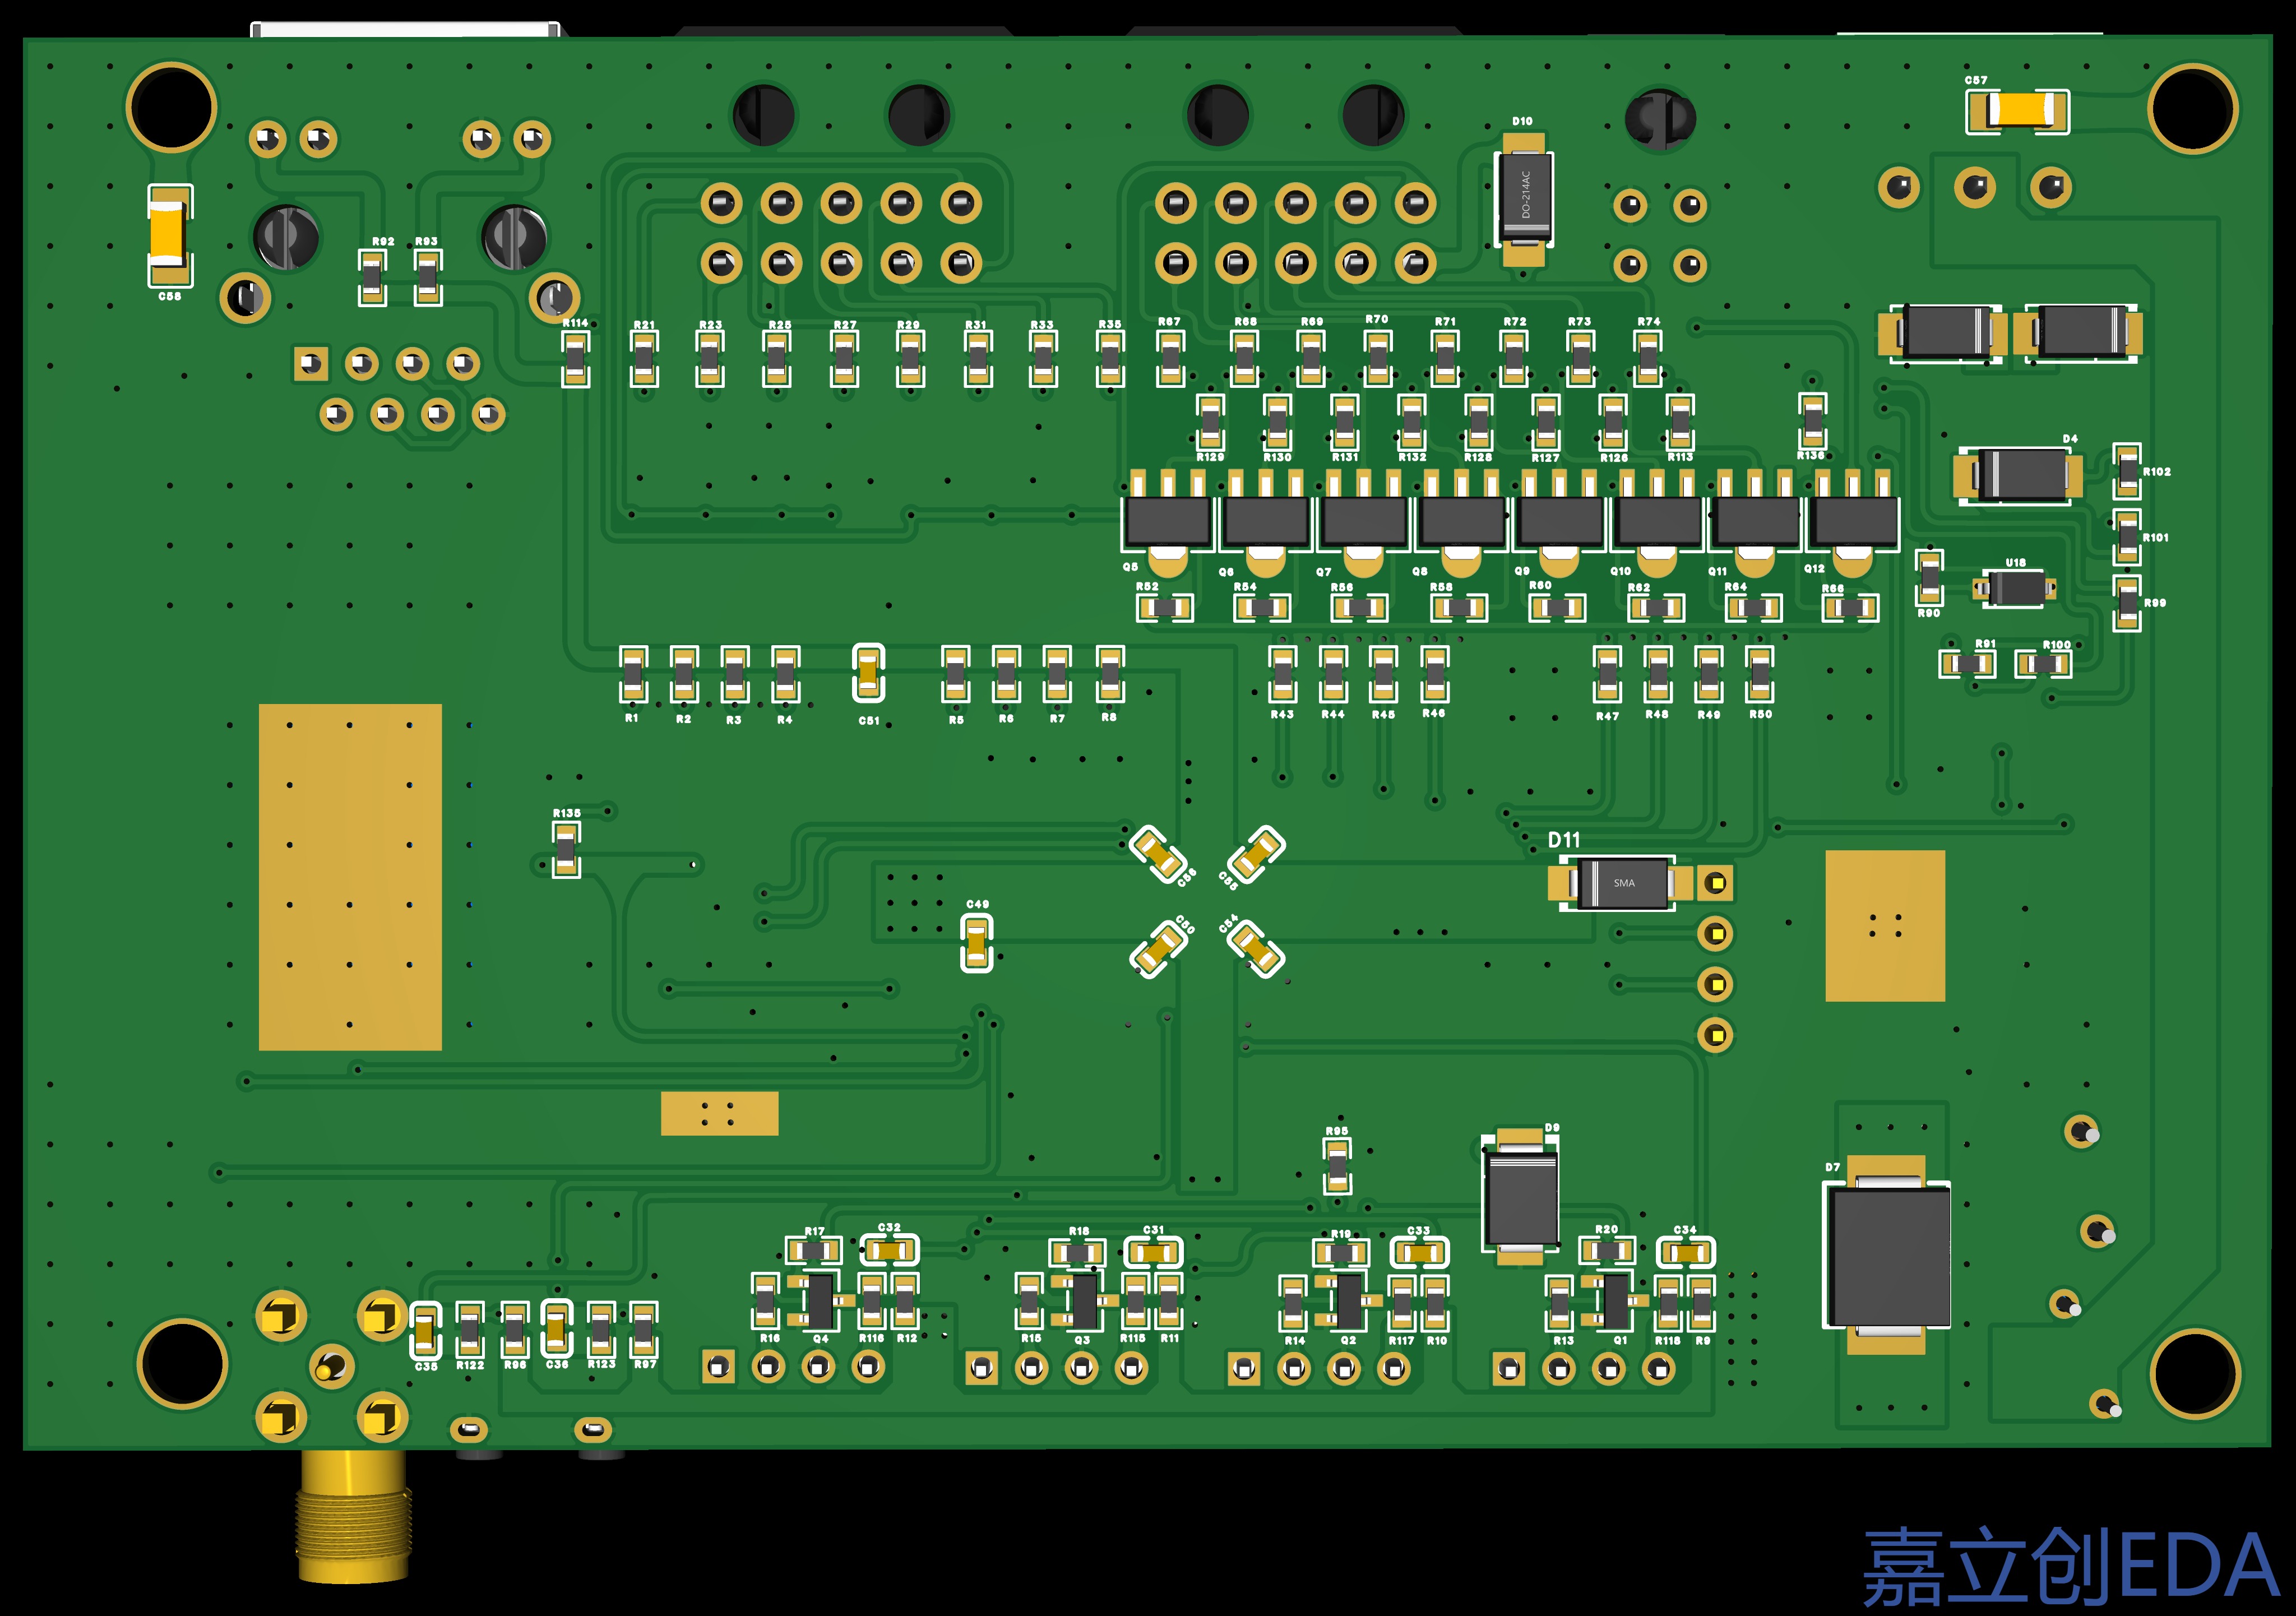 C57
D10
DO-214AC
R92 R93
C58
R114 R21 R23 R25 R27 R29 R31 R33 R35 R67 R68 R69 R70 R71 R72 R73 R74
D4
R129 R130 R131 R132 R128 R127 R126 R113 R136
R102
R101
Q5 Q6 Q7 Q8 Q9 Q10 Q11 Q12
U18
R52 R54 R56 R58 R60 R62 R64 R66
R90
R99
R91 R100
R1 R2 R3 R4 C51 R5 R6 R7 R8 R43 R44 R45 R46 R47 R48 R49 R50
R135
D11
SMA
C56 C55
C49
C50 C54
R95
D9
D7
R17 C32 R18 C31 R19 C33 R20 C34
R16 Q4 R116 R12 R15 Q3 R115 R11 R14 Q2 R117 R10 R13 Q1 R118 R9
C35 R122 R96 C36 R123 R97
嘉立创EDA